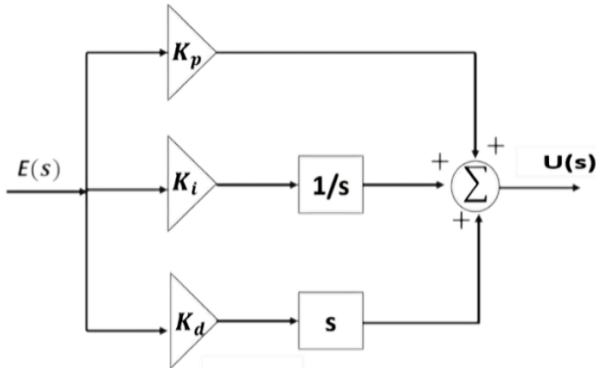 K_p
+
E(s)
K_i
1/s
+
∑
U(s)
+
K_d
s